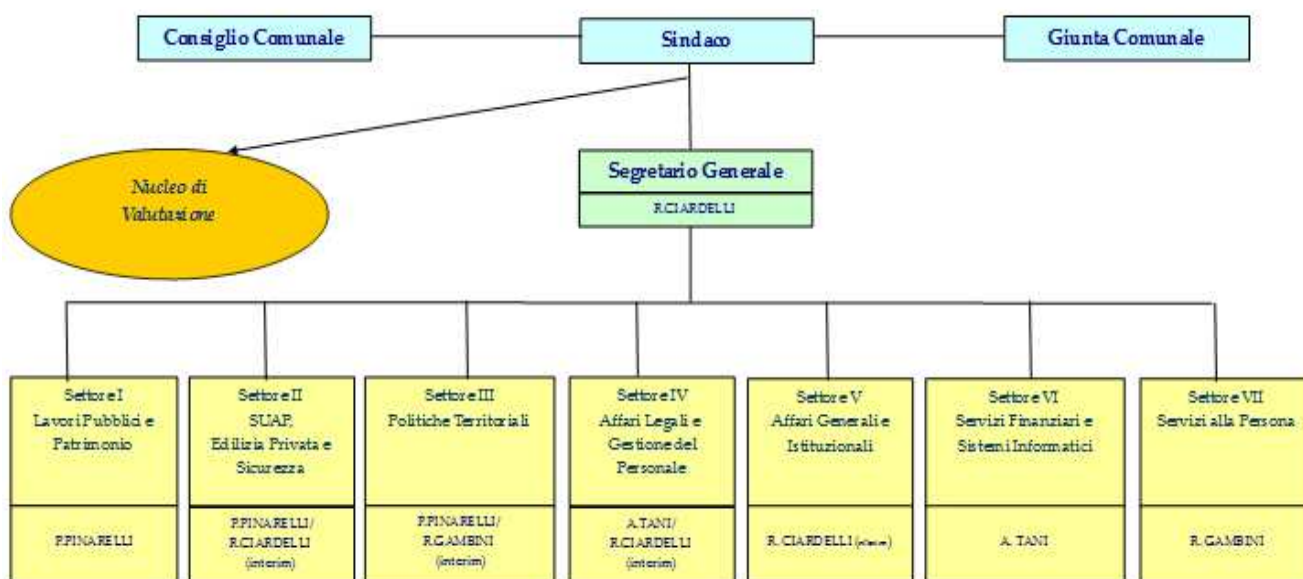 Consiglio Comunale
Sindaco
Giunta Comunale
Nucleo di
Valutazione
Segretario Generale
R.CIARDELLI
Settore I
Lavori Pubblici e
Patrimonio
P.PINARELLI
Settore II
SUAP,
Edilizia Privata e
Sicurezza
P.PINARELLI/
R.CIARDELLI
(interim)
Settore III
Politiche Territoriali
P.PINARELLI/
R.GAMBINI
(interim)
Settore IV
Affari Legali e
Gestione del
Personale
A.TANI/
R.CIARDELLI
(interim)
Settore V
Affari Generali e
Istituzionali
R. CIARDELLI
Settore VI
Servizi Finanziari e
Sistemi Informatici
A. TANI
Settore VII
Servizi alla Persona
R. GAMBINI